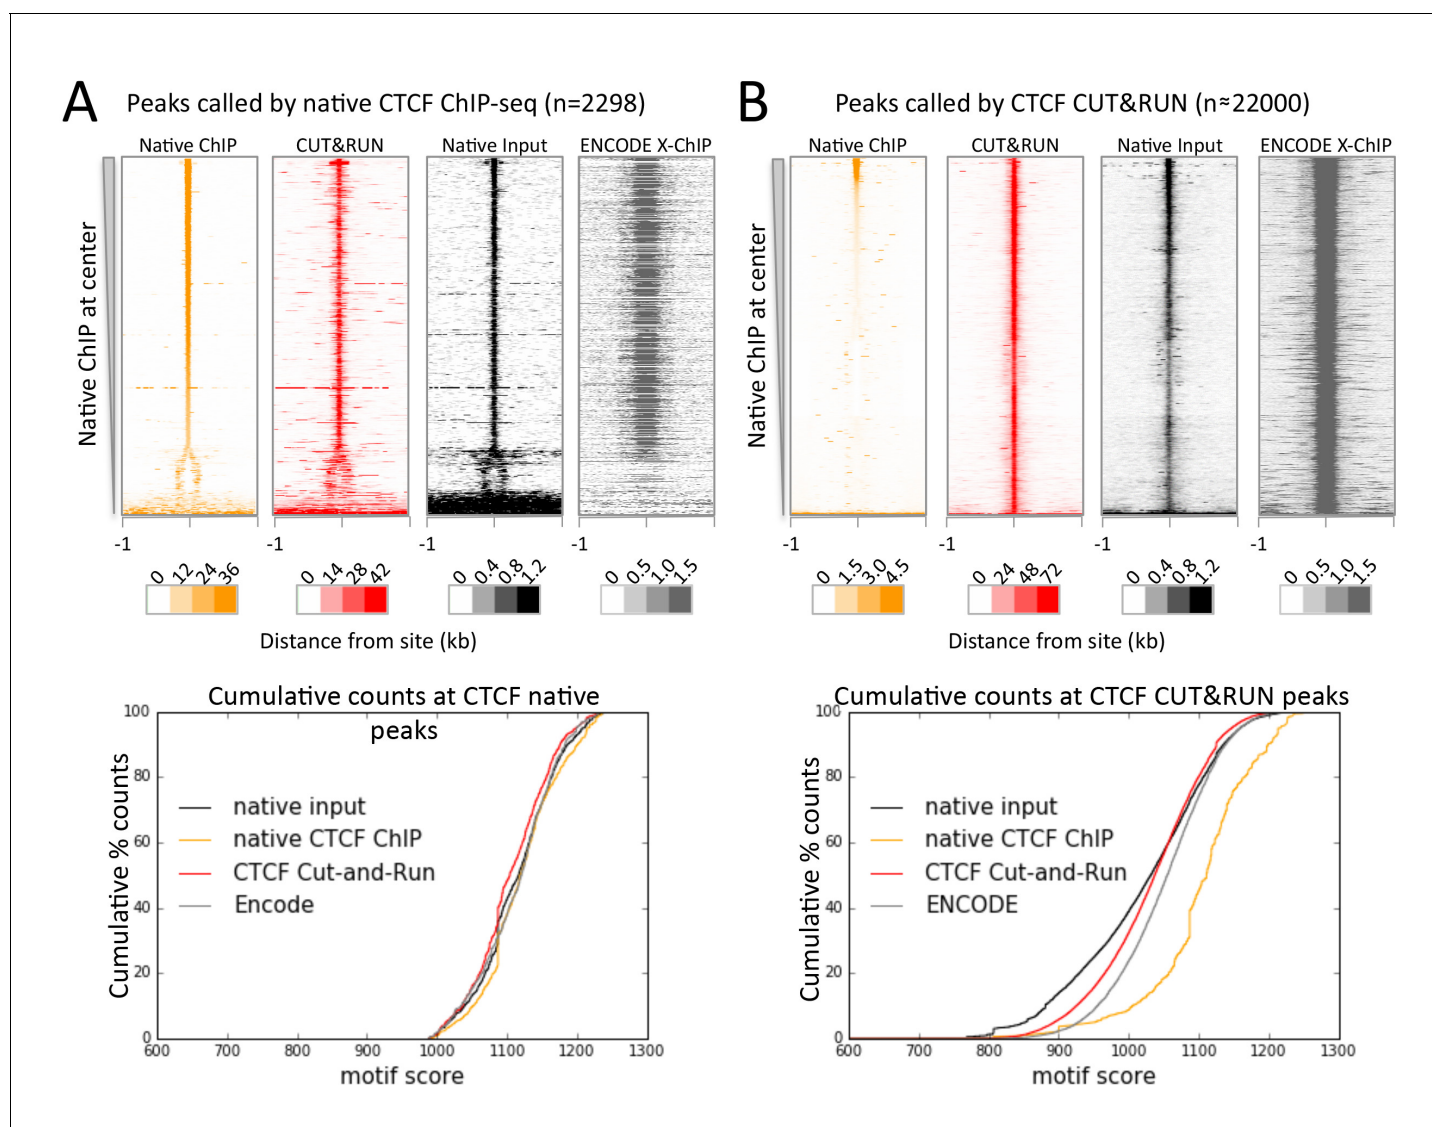 A
Peaks called by native CTCF ChIP-seq (n=2298)
Native ChIP
CUT&RUN
Native Input
ENCODE X-ChIP
Native ChIP at center
-1
-1
-1
-1
0 12 24 36
0 14 28 42
0 0.4 0.8 1.2
0 0.5 1.0 1.5
Distance from site (kb)
Cumulative counts at CTCF native
peaks
Cumulative % counts
100
80
60
40
20
0
native input
native CTCF ChIP
CTCF Cut-and-Run
Encode
600 700 800 900 1000 1100 1200 1300
motif score
B
Peaks called by CTCF CUT&RUN (n≈22000)
Native ChIP
CUT&RUN
Native Input
ENCODE X-ChIP
Native ChIP at center
-1
-1
-1
-1
0 1.5 3.0 4.5
0 24 48 72
0 0.4 0.8 1.2
0 0.5 1.0 1.5
Distance from site (kb)
Cumulative counts at CTCF CUT&RUN peaks
Cumulative % counts
100
80
60
40
20
0
native input
native CTCF ChIP
CTCF Cut-and-Run
ENCODE
600 700 800 900 1000 1100 1200 1300
motif score